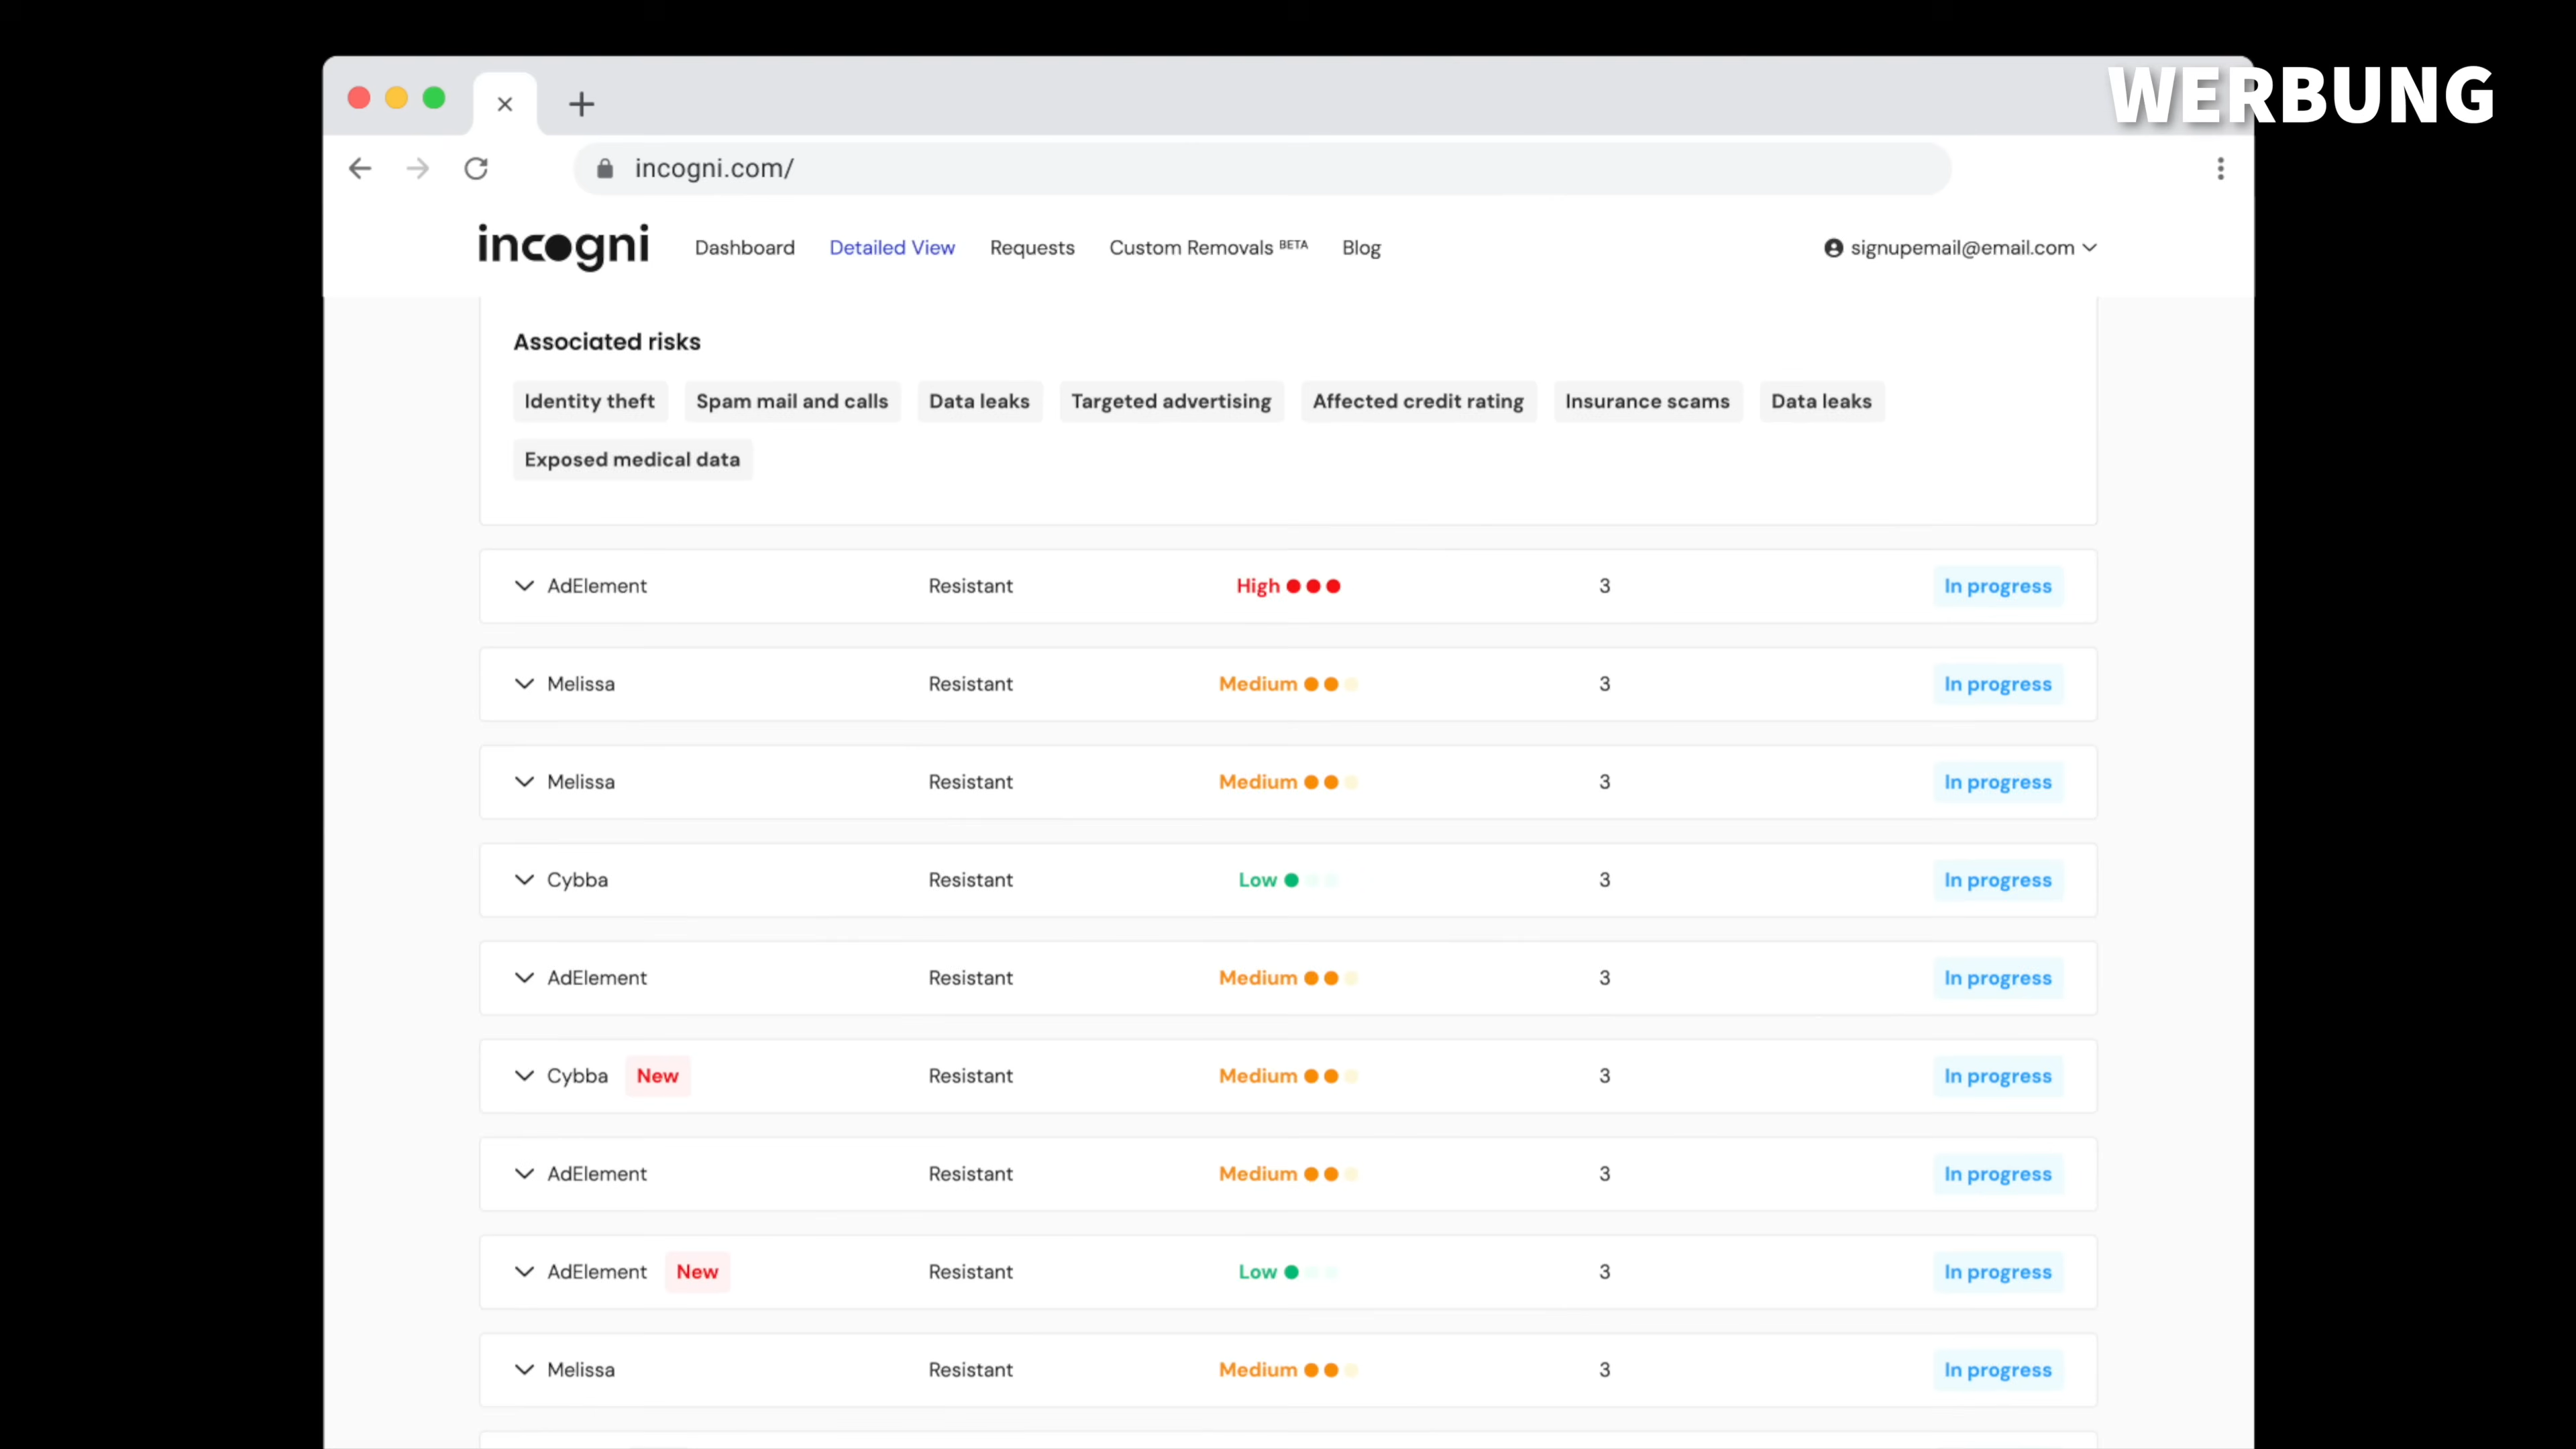 WERBUNG
incogni.com/
incogni Dashboard Detailed View Requests Custom Removals BETA Blog signupemail@email.com
Associated risks
Identity theft Spam mail and calls Data leaks Targeted advertising Affected credit rating Insurance scams Data leaks
Exposed medical data
AdElement Resistant High 3 In progress
Melissa Resistant Medium 3 In progress
Melissa Resistant Medium 3 In progress
Cybba Resistant Low 3 In progress
AdElement Resistant Medium 3 In progress
Cybba New Resistant Medium 3 In progress
AdElement Resistant Medium 3 In progress
AdElement New Resistant Low 3 In progress
Melissa Resistant Medium 3 In progress